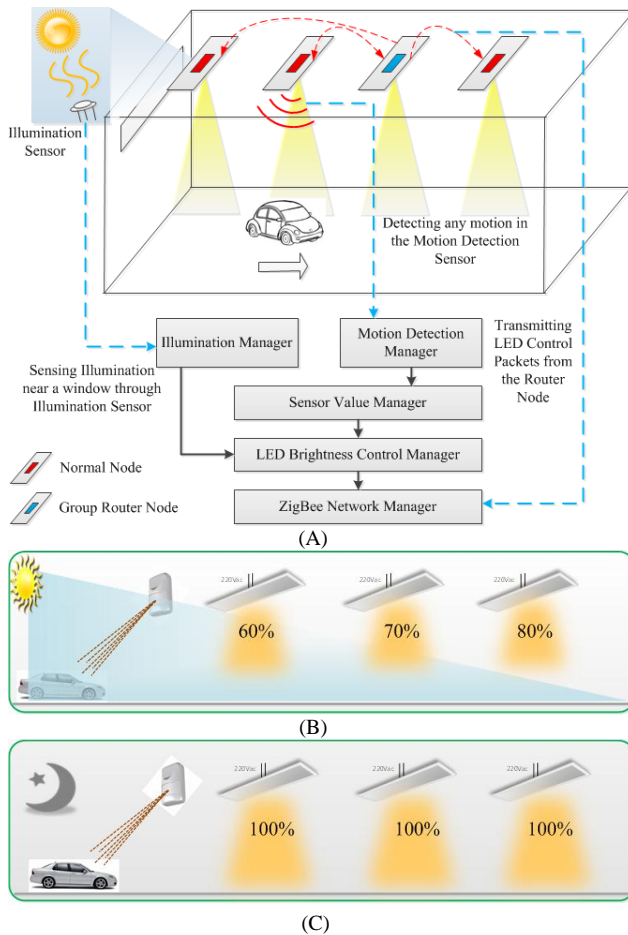 Illumination
Sensor
Detecting any motion in
the Motion Detection
Sensor
Illumination Manager
Motion Detection
Manager
Transmitting
LED Control
Packets from
the Router
Node
Sensing Illumination
near a window through
Illumination Sensor
Sensor Value Manager
LED Brightness Control Manager
Normal Node
Group Router Node
ZigBee Network Manager
(A)
220Vac
220Vac
220Vac
60%
70%
80%
(B)
220Vac
220Vac
220Vac
100%
100%
100%
(C)